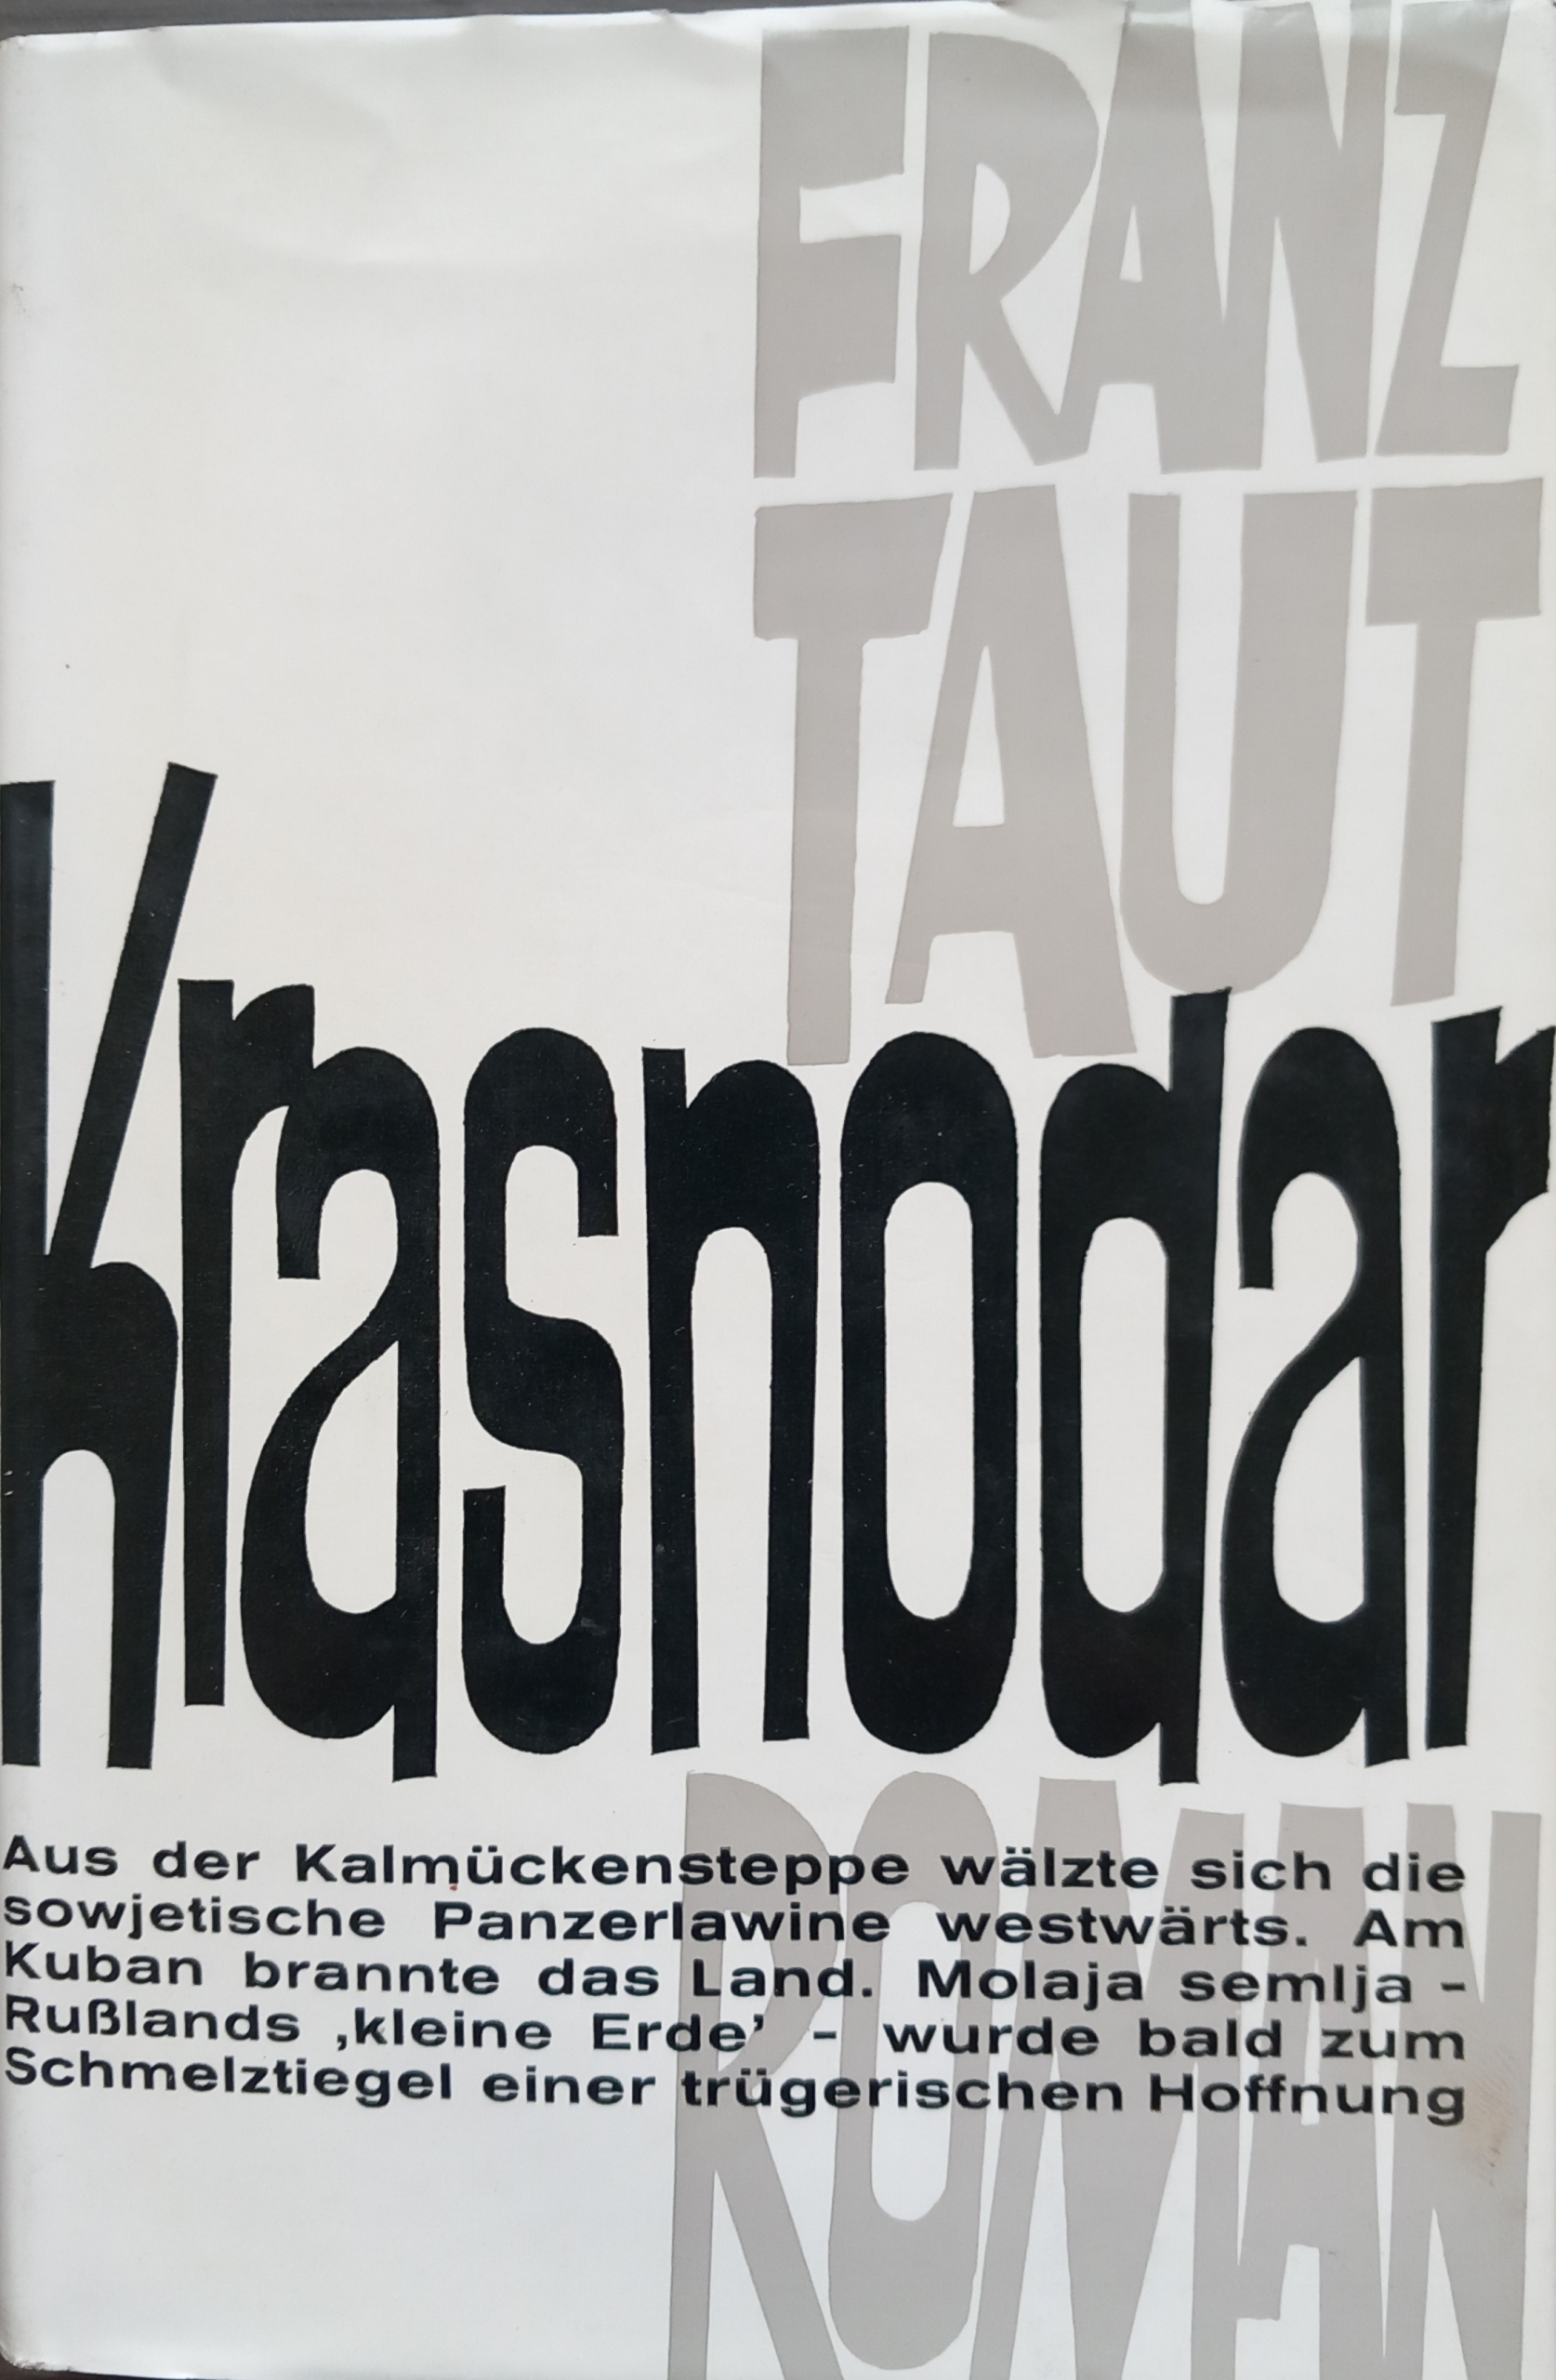 FRANZ
TAUT
Krasnodar
ROMAN
Aus der Kalmückensteppe wälzte sich die
sowjetische Panzerlawine westwärts. Am
Kuban brannte das Land. Molaja semlja -
Rußlands ‚kleine Erde’ - wurde bald zum
Schmelztiegel einer trügerischen Hoffnung